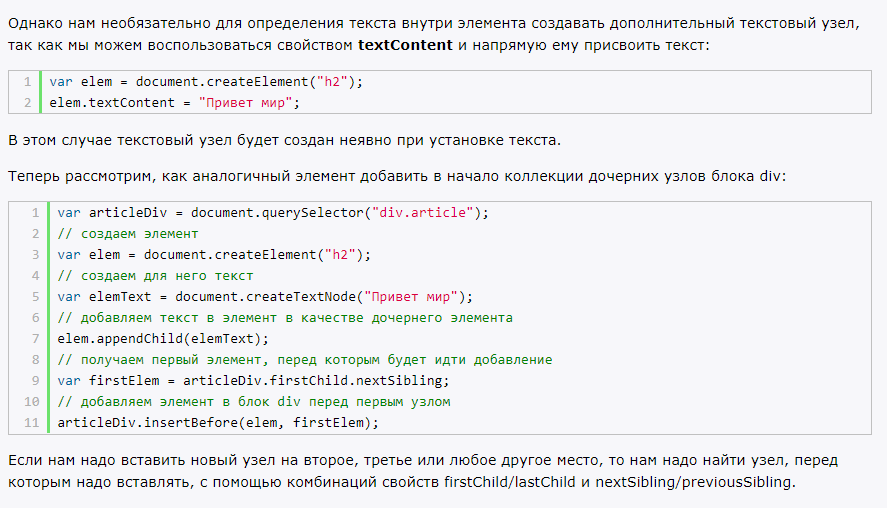 Однако нам необязательно для определения текста внутри элемента создавать дополнительный текстовый узел,
так как мы можем воспользоваться свойством textContent и напрямую ему присвоить текст:
1 var elem = document.createElement("h2");
2 elem.textContent = "Привет мир";
В этом случае текстовый узел будет создан неявно при установке текста.
Теперь рассмотрим, как аналогичный элемент добавить в начало коллекции дочерних узлов блока div:
1 var articleDiv = document.querySelector("div.article");
2 // создаем элемент
3 var elem = document.createElement("h2");
4 // создаем для него текст
5 var elemText = document.createTextNode("Привет мир");
6 // добавляем текст в элемент в качестве дочернего элемента
7 elem.appendChild(elemText);
8 // получаем первый элемент, перед которым будет идти добавление
9 var firstElem = articleDiv.firstChild.nextSibling;
10 // добавляем элемент в блок div перед первым узлом
11 articleDiv.insertBefore(elem, firstElem);
Если нам надо вставить новый узел на второе, третье или любое другое место, то нам надо найти узел, перед
которым надо вставлять, с помощью комбинаций свойств firstChild/lastChild и nextSibling/previousSibling.